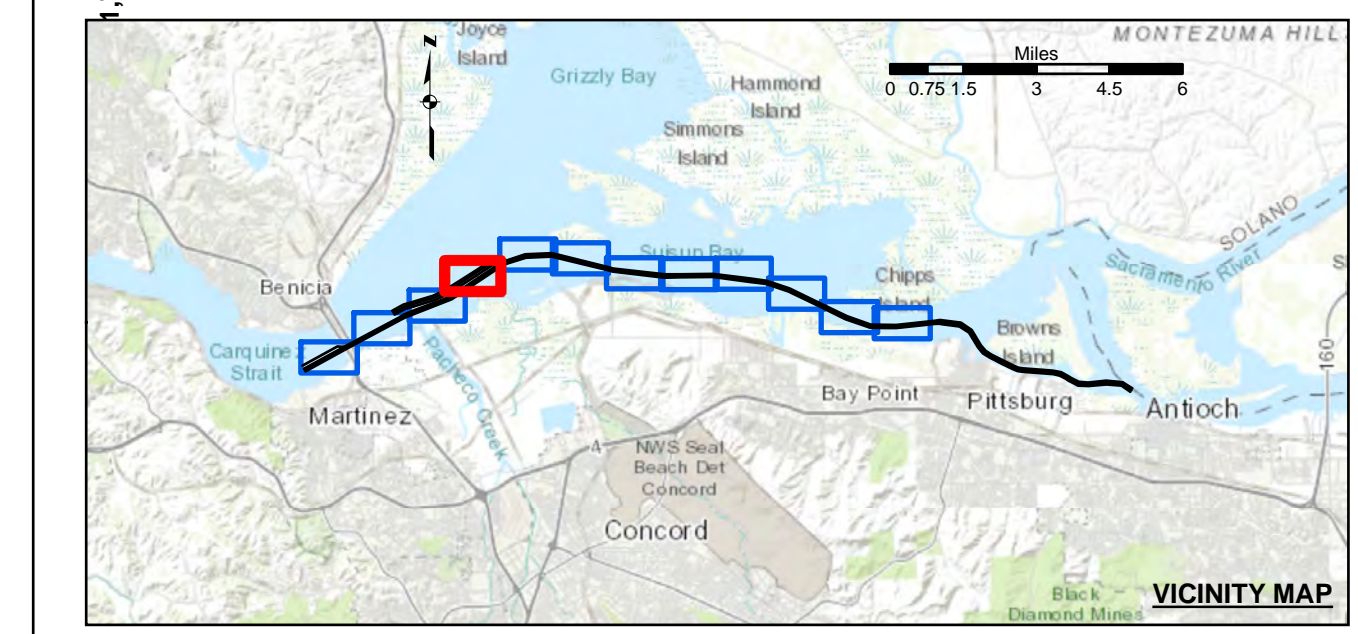 Joyce
Island
MONTEZUMA HILL
N
Miles
0 0.75 1.5 3 4.5 6
Grizzly Bay
Hammond
Island
Simmons
Island
SOLANO
Sacramento River
Suisun Bay
Chipps
Island
Benicia
Browns
Island
Carquinez
Strait
Pacheco Creek
160
Martinez
Bay Point
Pittsburg
Antioch
4
NWS Seal
Beach Det
Concord
Concord
Black
Diamond Mines
VICINITY MAP